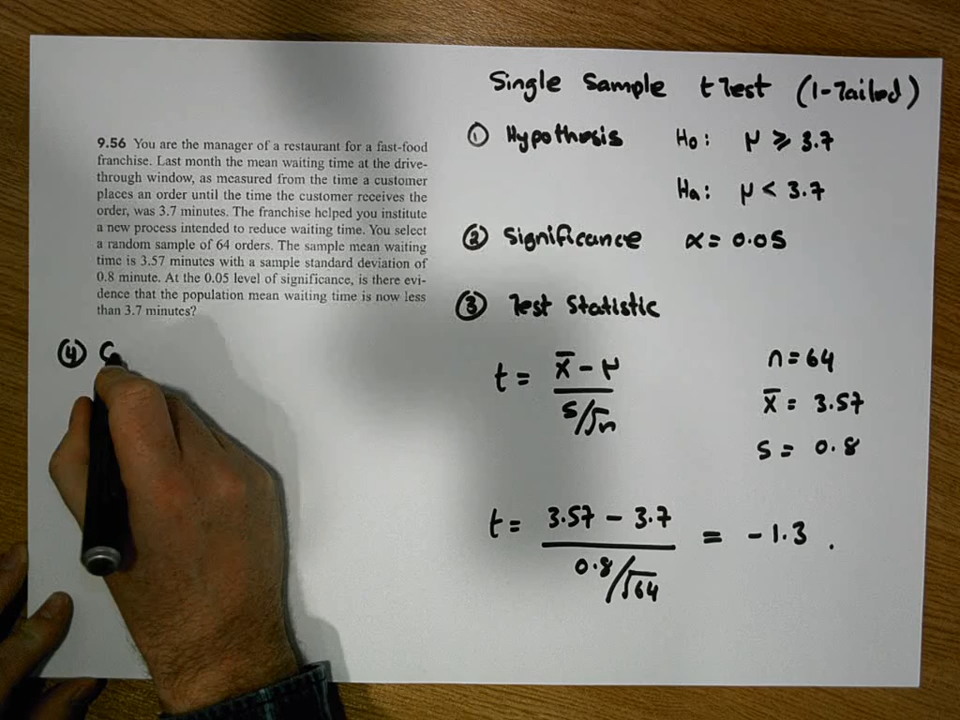 9.56 You are the manager of a restaurant for a fast-food
franchise. Last month the mean waiting time at the drive-
through window, as measured from the time a customer
places an order until the time the customer receives the
order, was 3.7 minutes. The franchise helped you institute
a new process intended to reduce waiting time. You select
a random sample of 64 orders. The sample mean waiting
time is 3.57 minutes with a sample standard deviation of
0.8 minute. At the 0.05 level of significance, is there evi-
dence that the population mean waiting time is now less
than 3.7 minutes?
④ C
Single Sample t Test (1-Tailed)
① Hypothesis H₀: μ ⩾ 3.7
Ha: μ < 3.7
② Significance α = 0.05
③ Test Statistic
t = x̄ - μ / s/√n
n = 64
x̄ = 3.57
s = 0.8
t = 3.57 - 3.7 / 0.8/√64 = -1.3.